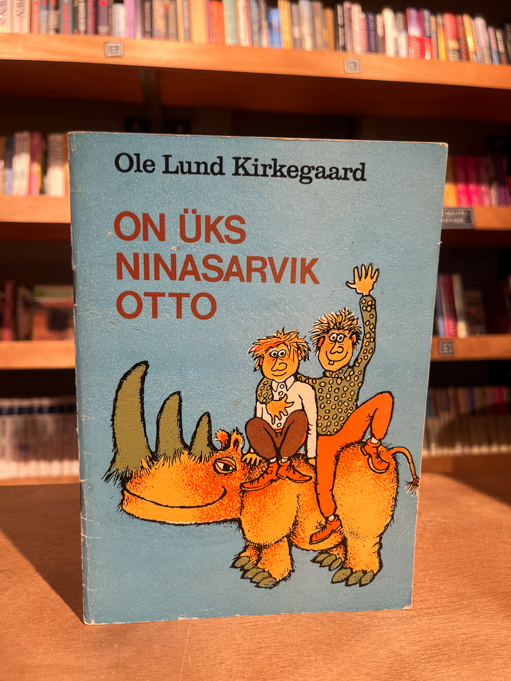 Ole Lund Kirkegaard
ON ÜKS
NINASARVIK
OTTO